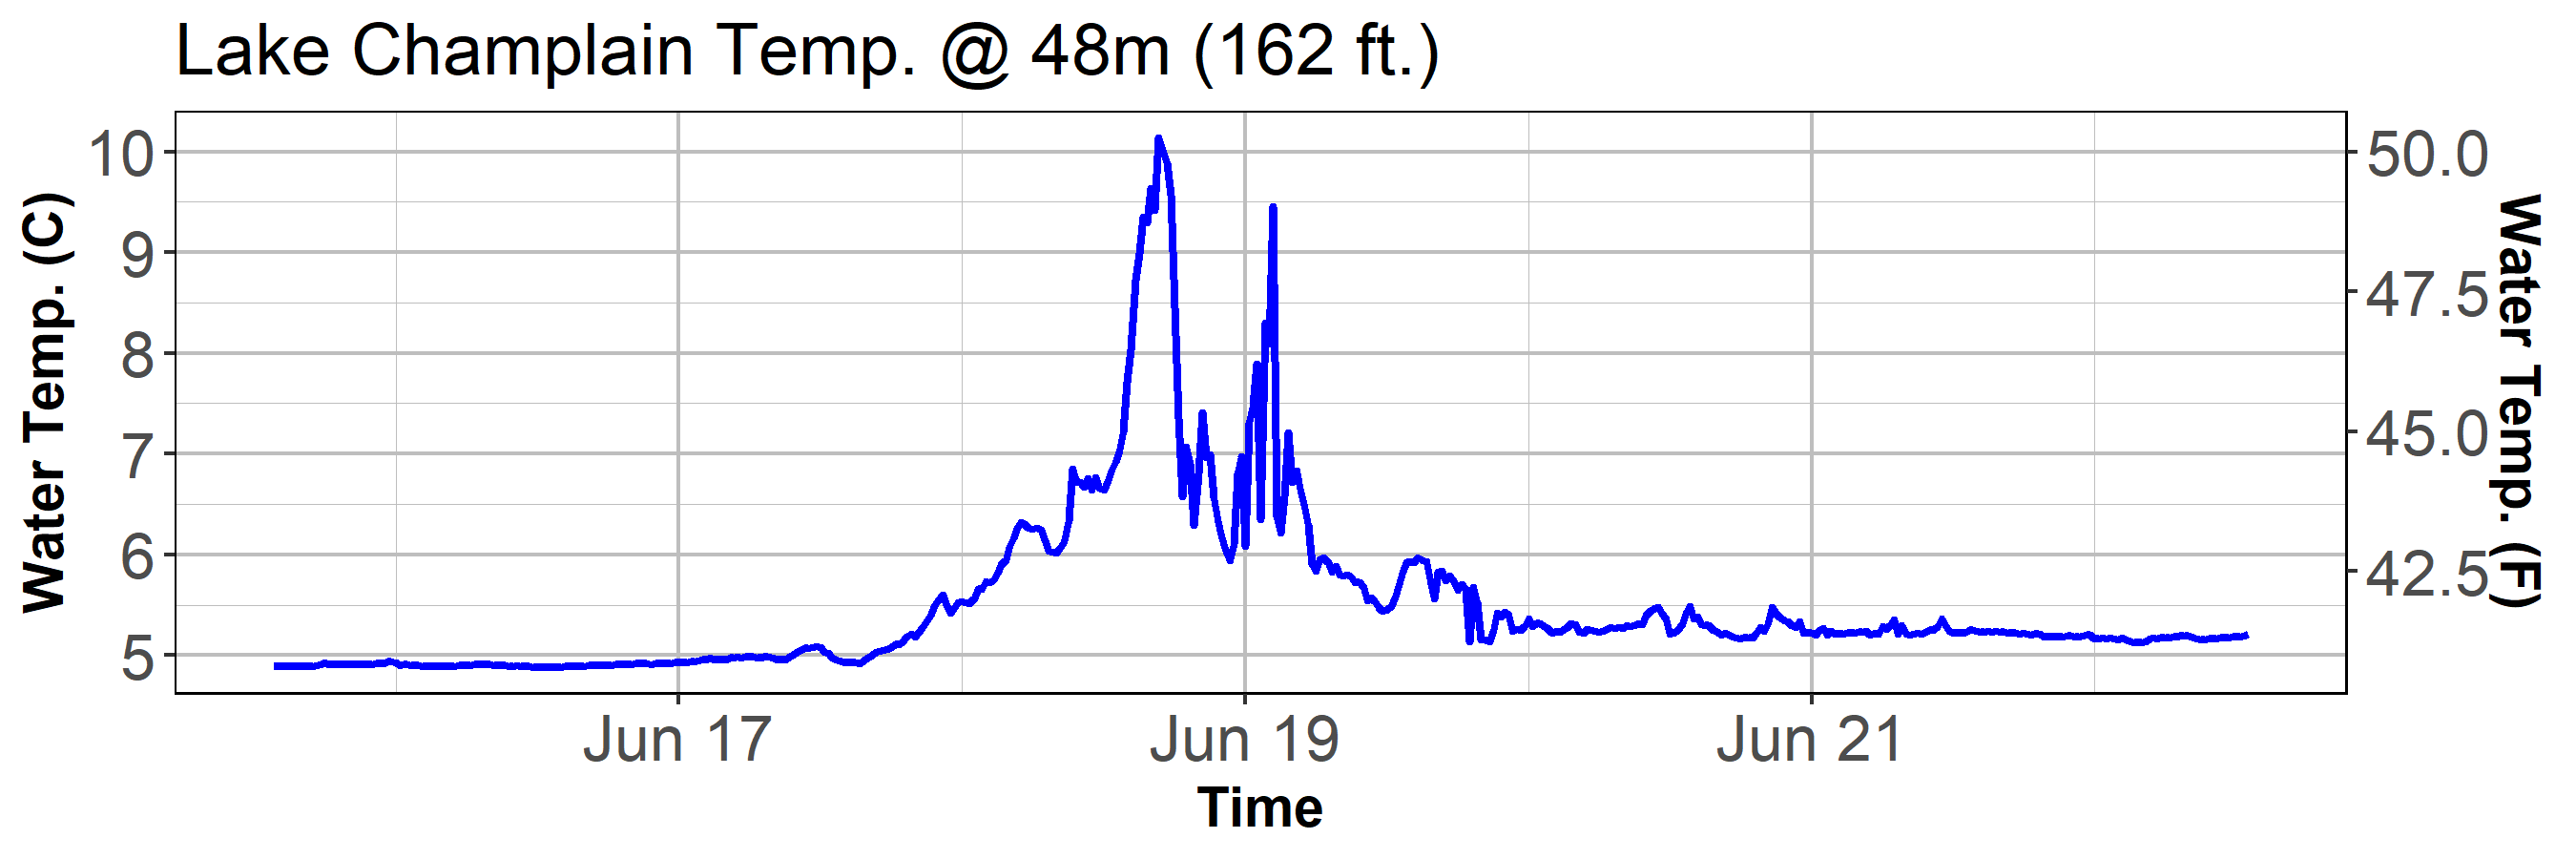 Lake Champlain Temp. @ 48m (162 ft.)
Water Temp. (C)
10
9
8
7
6
5
50.0
47.5
45.0
42.5
Water Temp. (F)
Jun 17
Jun 19
Jun 21
Time